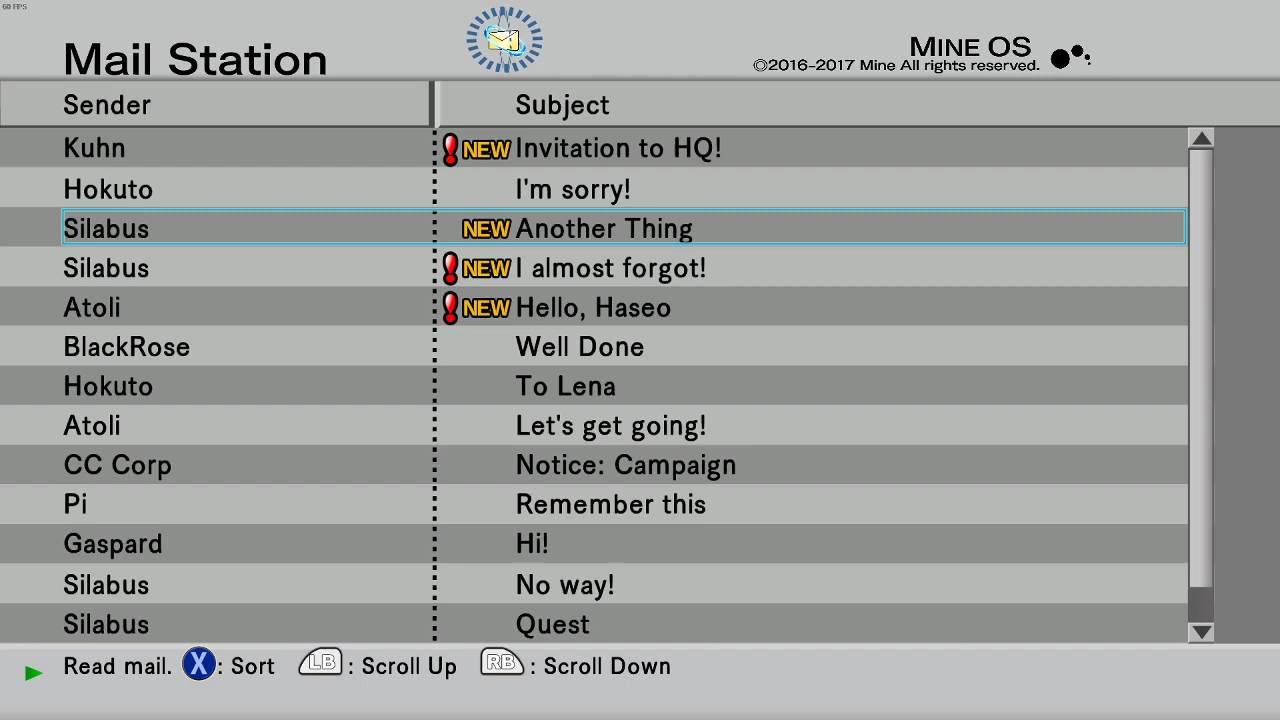 60 FPS
Mail Station
MINE OS
©2016-2017 Mine All rights reserved.
Sender Subject
Kuhn NEW Invitation to HQ!
Hokuto I'm sorry!
Silabus NEW Another Thing
Silabus NEW I almost forgot!
Atoli NEW Hello, Haseo
BlackRose Well Done
Hokuto To Lena
Atoli Let's get going!
CC Corp Notice: Campaign
Pi Remember this
Gaspard Hi!
Silabus No way!
Silabus Quest
Read mail. X : Sort LB : Scroll Up RB : Scroll Down